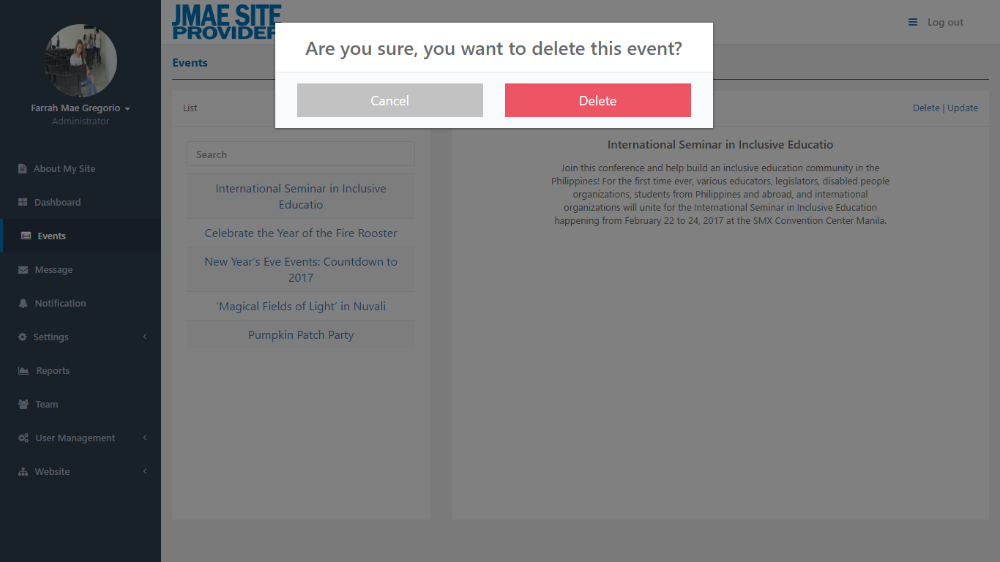 JMAE SITE
PROVIDER
Log out
Are you sure, you want to delete this event?
Cancel
Delete
Farrah Mae Gregorio
Administrator
About My Site
Dashboard
Events
Message
Notification
Settings
Reports
Team
User Management
Website
Events
List
Delete | Update
Search
International Seminar in Inclusive
Educatio
Celebrate the Year of the Fire Rooster
New Year’s Eve Events: Countdown to
2017
‘Magical Fields of Light’ in Nuvali
Pumpkin Patch Party
International Seminar in Inclusive Educatio
Join this conference and help build an inclusive education community in the
Philippines! For the first time ever, various educators, legislators, disabled people
organizations, students from Philippines and abroad, and international
organizations will unite for the International Seminar in Inclusive Education
happening from February 22 to 24, 2017 at the SMX Convention Center Manila.